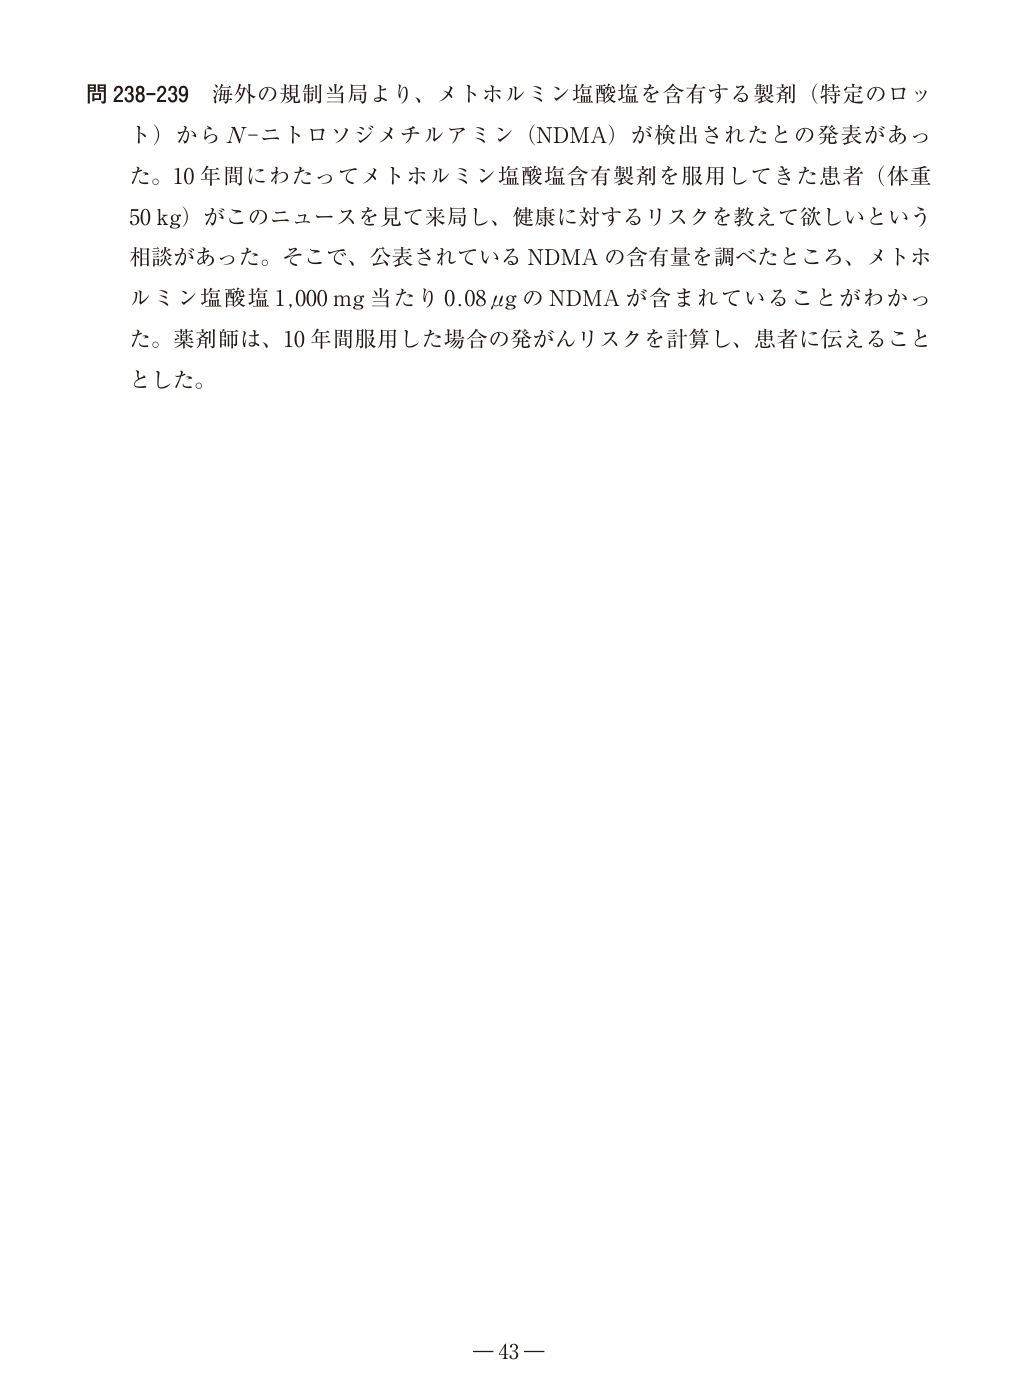 問 238-239　海外の規制当局より、メトホルミン塩酸塩を含有する製剤（特定のロッ
ト）から N-ニトロソジメチルアミン（NDMA）が検出されたとの発表があっ
た。10 年間にわたってメトホルミン塩酸塩含有製剤を服用してきた患者（体重
50 kg）がこのニュースを見て来局し、健康に対するリスクを教えて欲しいという
相談があった。そこで、公表されている NDMA の含有量を調べたところ、メトホ
ルミン塩酸塩 1,000 mg 当たり 0.08 μg の NDMA が含まれていることがわかっ
た。薬剤師は、10 年間服用した場合の発がんリスクを計算し、患者に伝えること
とした。
― 43 ―